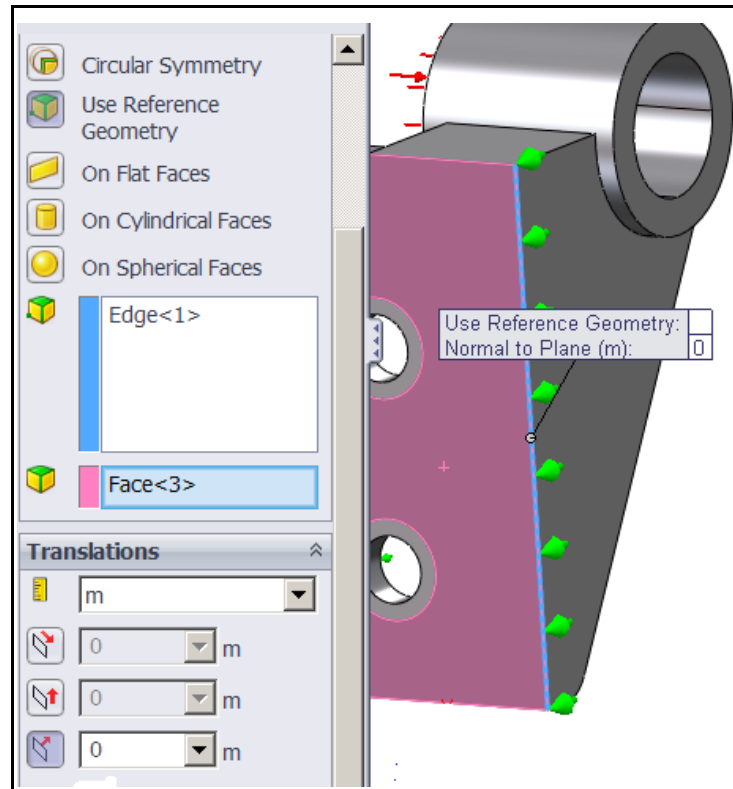 Circular Symmetry
Use Reference
Geometry
On Flat Faces
On Cylindrical Faces
On Spherical Faces
Edge<1>
Face<3>
Translations
m
0 m
0 m
0 m
Use Reference Geometry:
Normal to Plane (m): 0